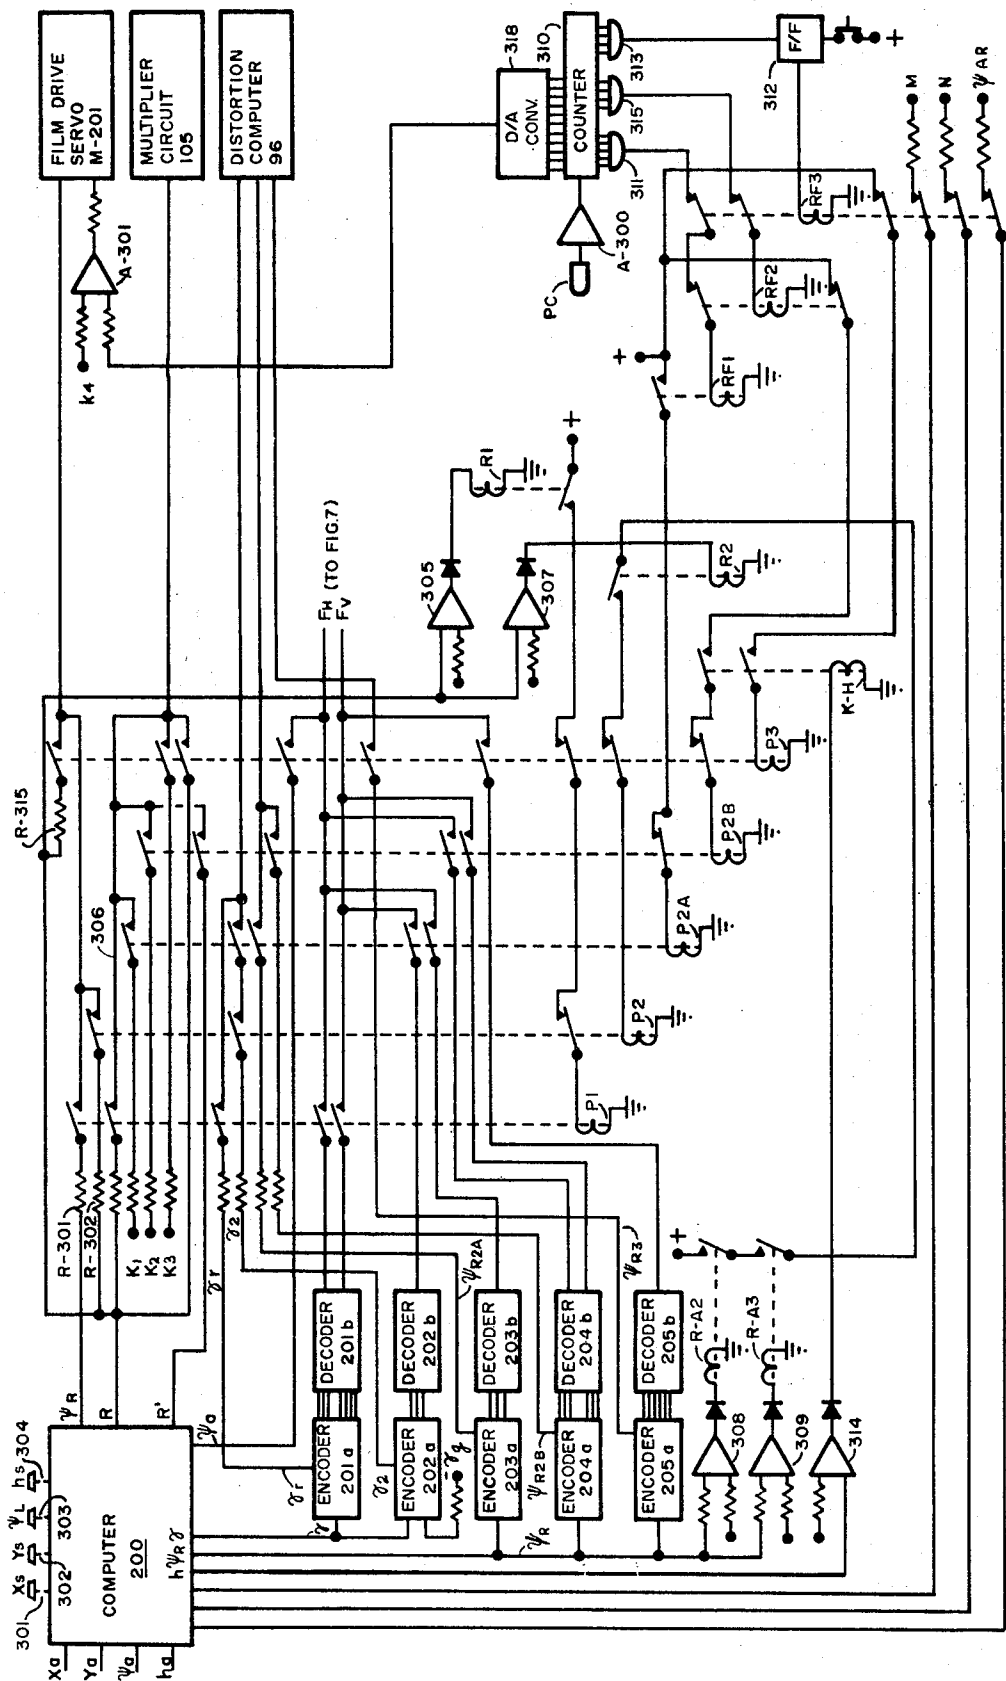 FILM DRIVE
SERVO
M-201
MULTIPLIER
CIRCUIT
105
DISTORTION
COMPUTER
96
A-301
K4
318
D/A
CONV.
310
COUNTER
313
315
311
A-300
PC
F/F
312
+
M
N
ψAR
RF3
RF2
RF1
+
R1
+
FH (TO FIG.7)
FV
305
307
R2
K-H
P3
P2B
P2A
P2
P1
R-315
306
R-301
R-302
K1
K2
K3
γr
γ2
ψR2A
ψR3
+
R-A2
R-A3
308
309
314
DECODER
201b
DECODER
202b
DECODER
203b
DECODER
204b
DECODER
205b
ENCODER
201a
ENCODER
202a
ENCODER
203a
ENCODER
204a
ENCODER
205a
ψR
R
R'
ψa
γr
γ
γ2
γg
ψR2B
ψR
304
hs
ψL
303
Ys
302
Xs
301
COMPUTER
200
hψRγ
Xa
Ya
ψa
ha